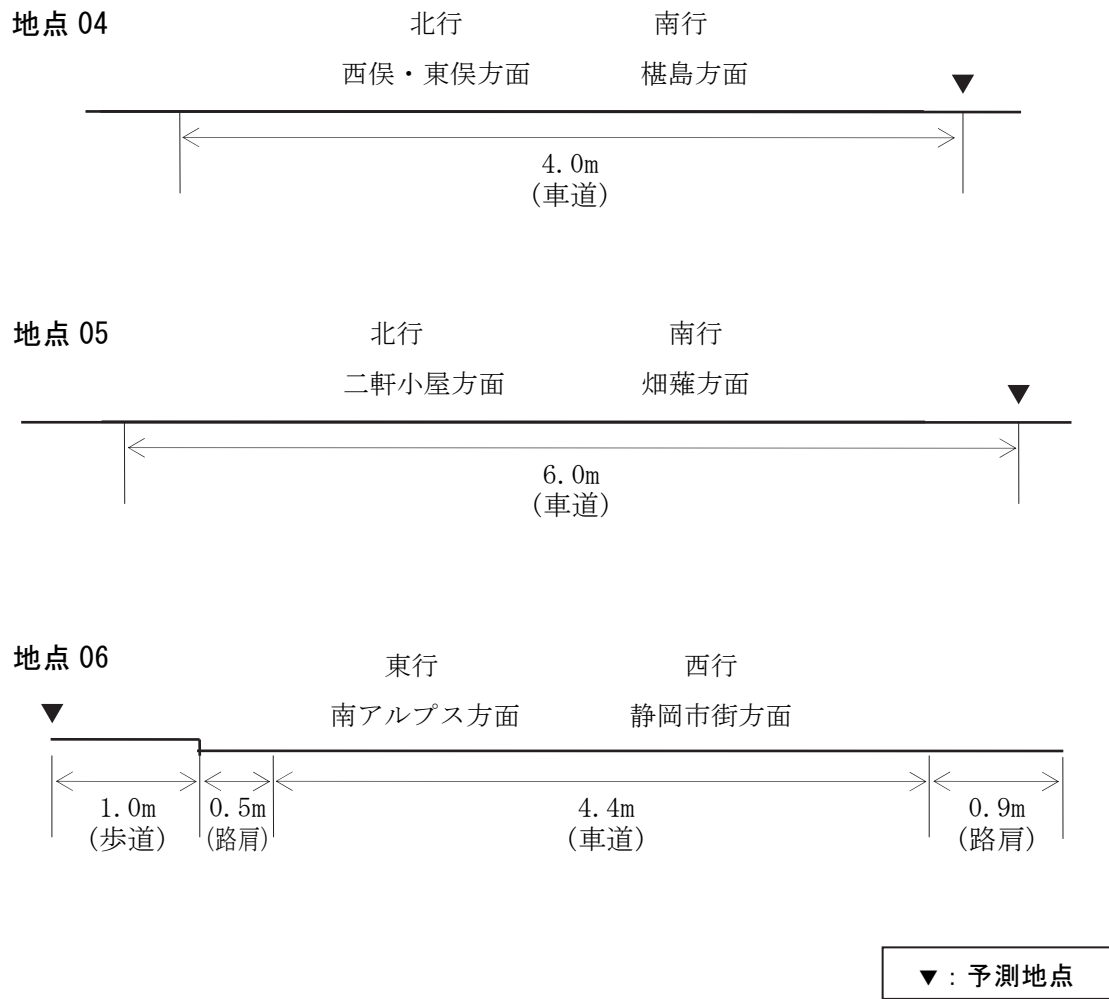 地点 04
北行 南行
西俣・東俣方面 椹島方面
▼
4.0m
(車道)
地点 05
北行 南行
二軒小屋方面 畑薙方面
▼
6.0m
(車道)
地点 06
東行 西行
▼
南アルプス方面 静岡市街方面
1.0m 0.5m 4.4m 0.9m
(歩道) (路肩) (車道) (路肩)
▼:予測地点